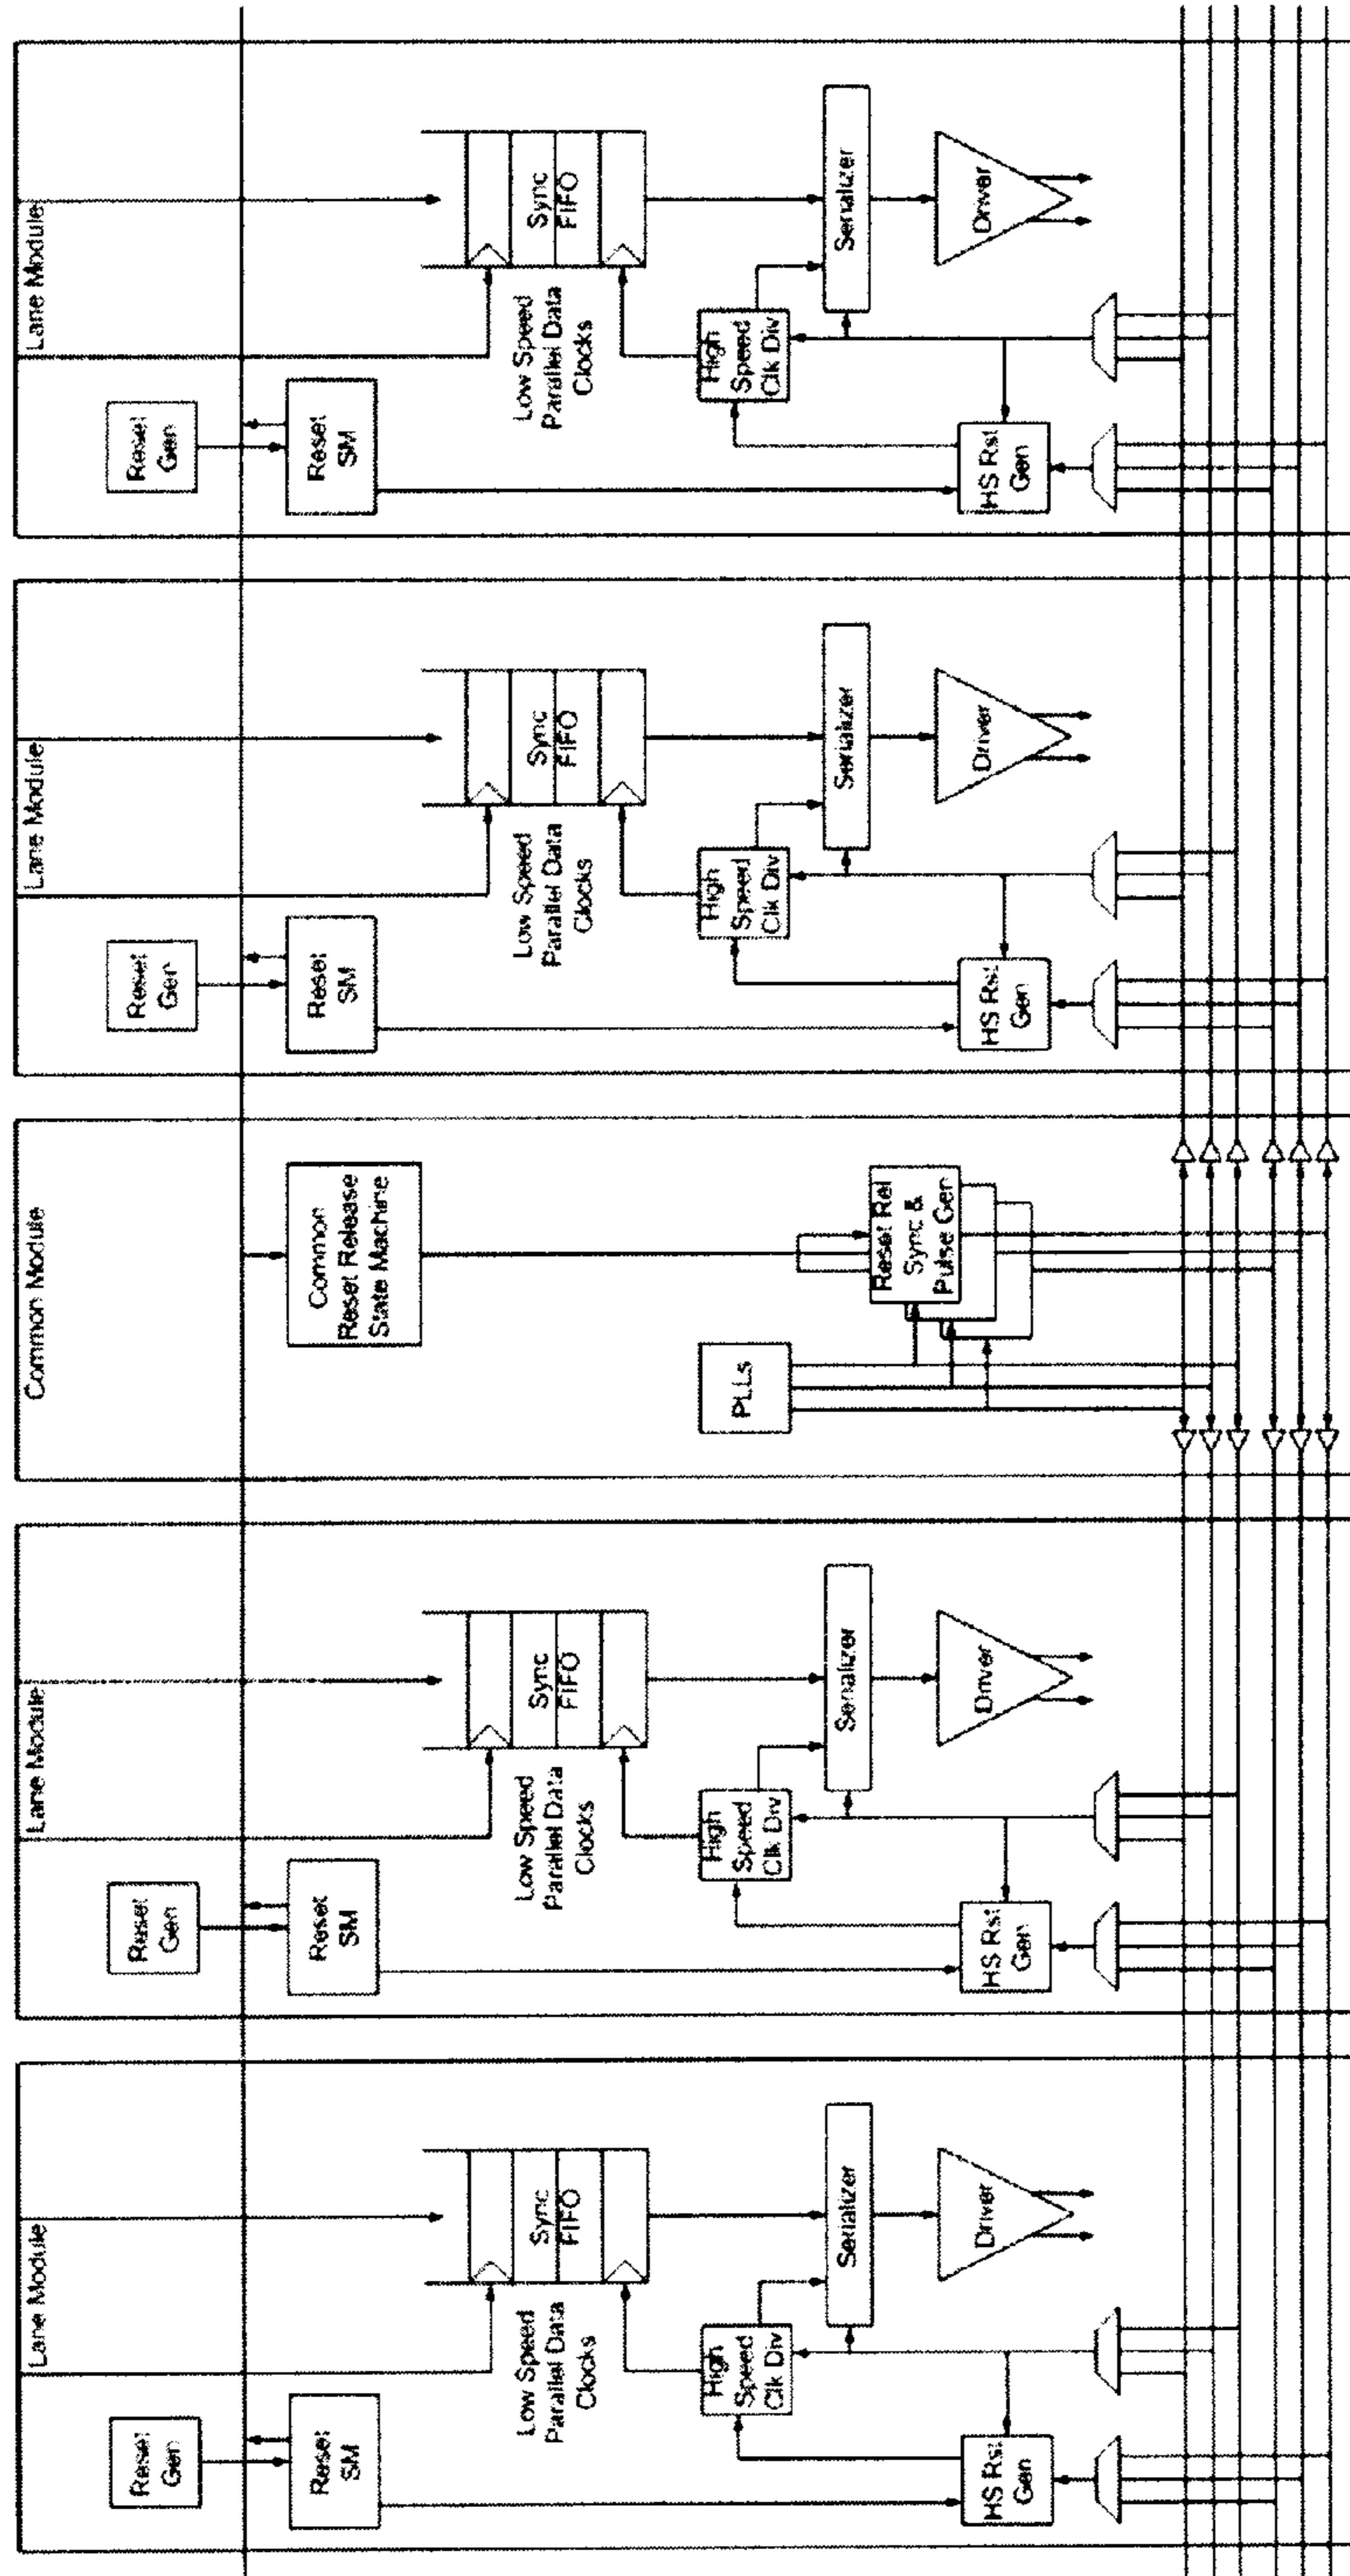 Lane Module
Reset
Gen
Reset
SM
Sync
FIFO
Low Speed
Parallel Data
Clocks
High
Speed
Clk Div
Serializer
HS Rst
Gen
Driver
Lane Module
Reset
Gen
Reset
SM
Sync
FIFO
Low Speed
Parallel Data
Clocks
High
Speed
Clk Div
Serializer
HS Rst
Gen
Driver
Common Module
Common
Reset Release
State Machine
PLLs
Reset Rel
Sync &
Pulse Gen
Lane Module
Reset
Gen
Reset
SM
Sync
FIFO
Low Speed
Parallel Data
Clocks
High
Speed
Clk Div
Serializer
HS Rst
Gen
Driver
Lane Module
Reset
Gen
Reset
SM
Sync
FIFO
Low Speed
Parallel Data
Clocks
High
Speed
Clk Div
Serializer
HS Rst
Gen
Driver